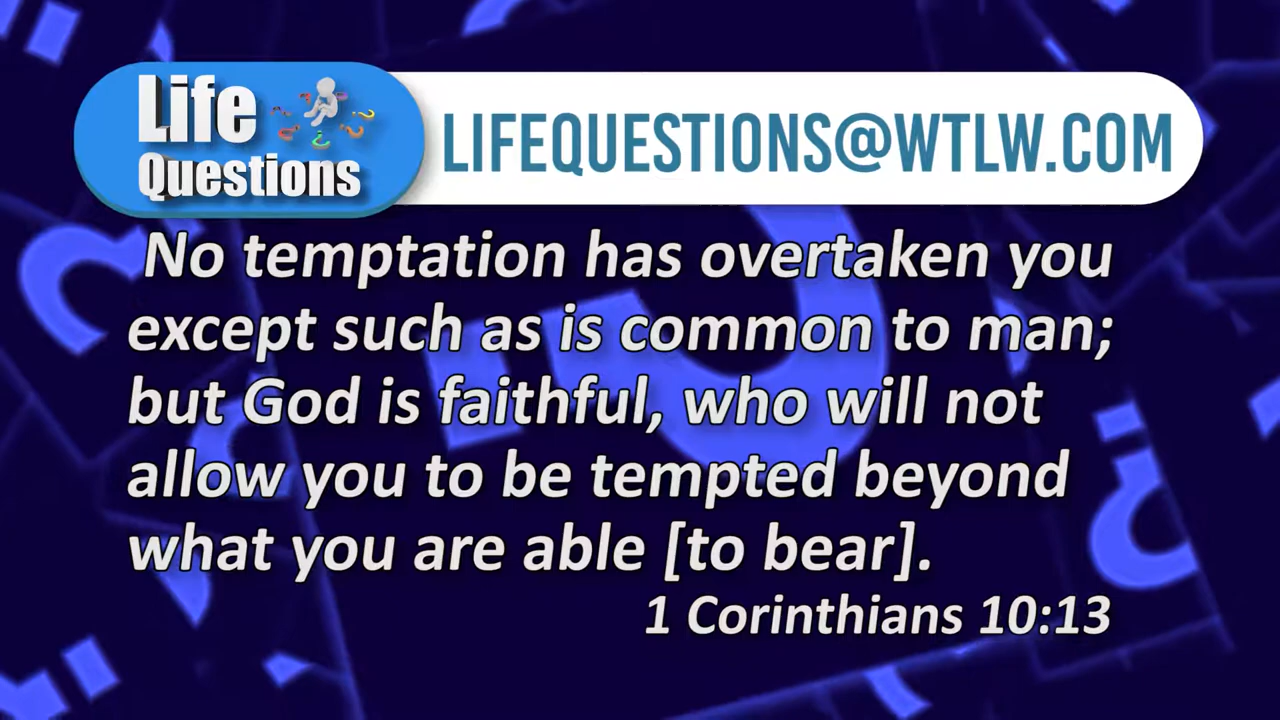 Life
Questions
LIFEQUESTIONS@WTLW.COM
No temptation has overtaken you
except such as is common to man;
but God is faithful, who will not
allow you to be tempted beyond
what you are able [to bear].
1 Corinthians 10:13